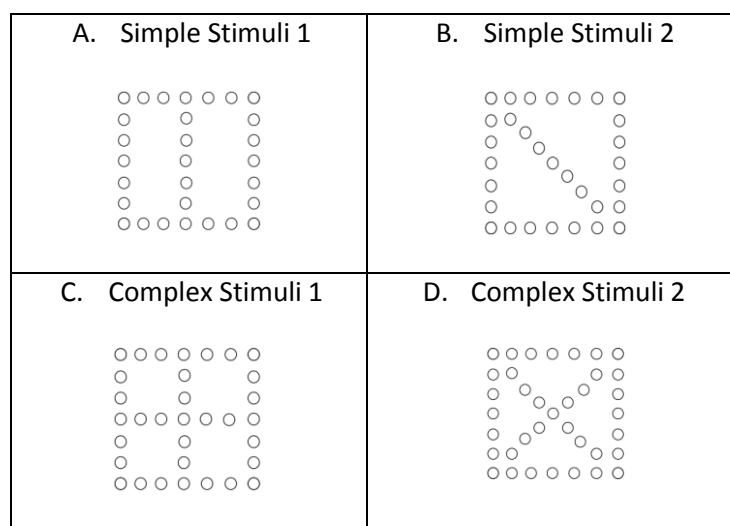 A. Simple Stimuli 1
B. Simple Stimuli 2
C. Complex Stimuli 1
D. Complex Stimuli 2